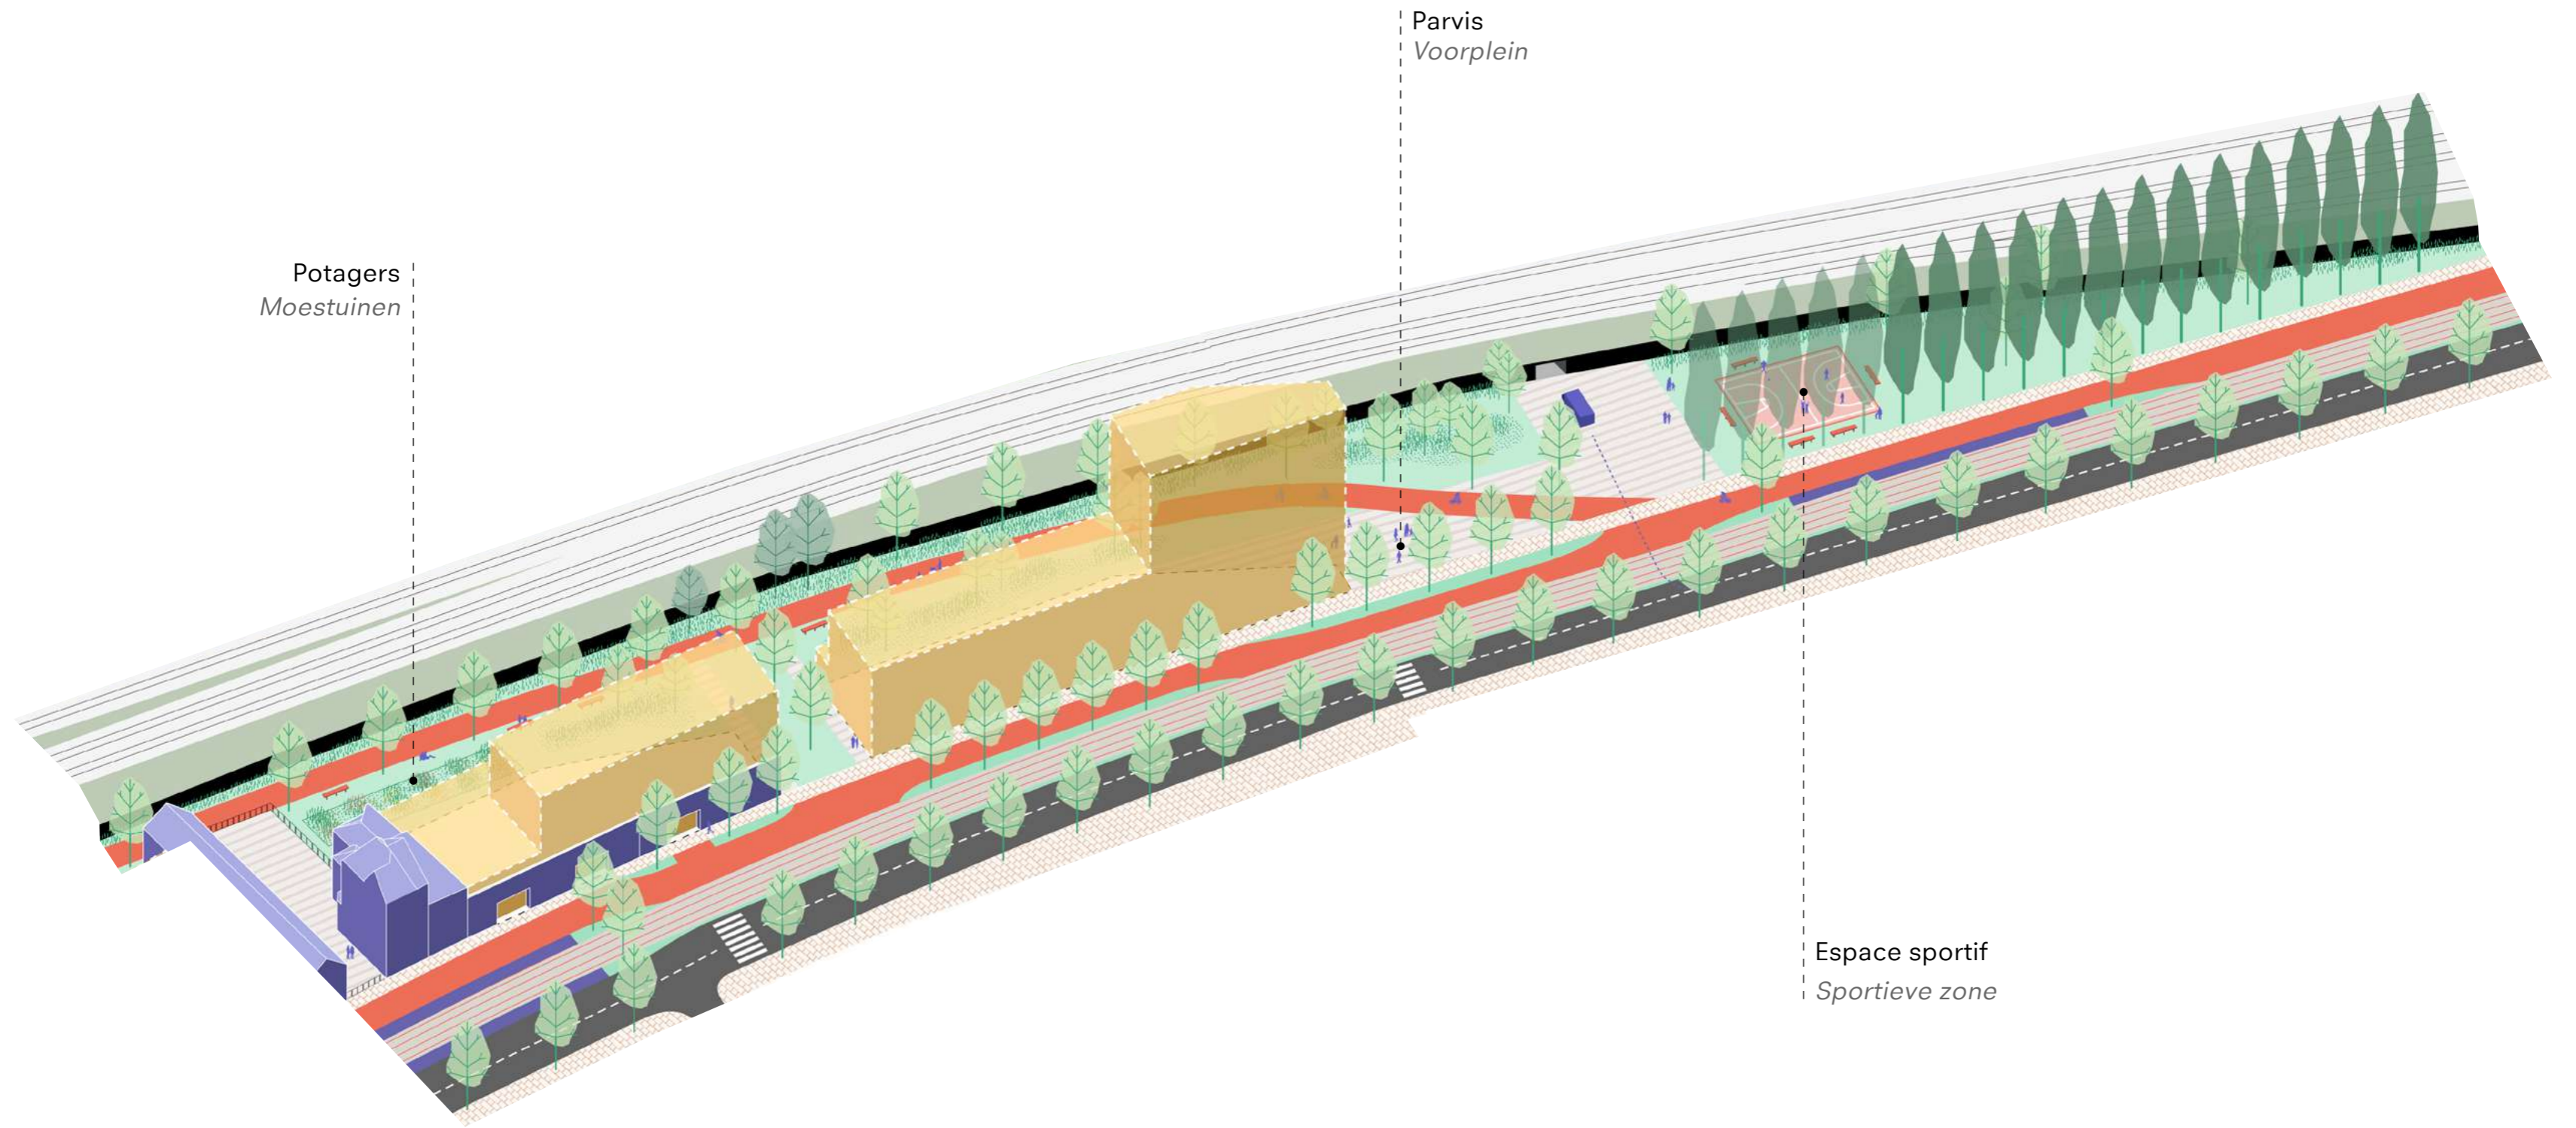 Parvis
Voorplein
Potagers
Moestuinen
Espace sportif
Sportieve zone